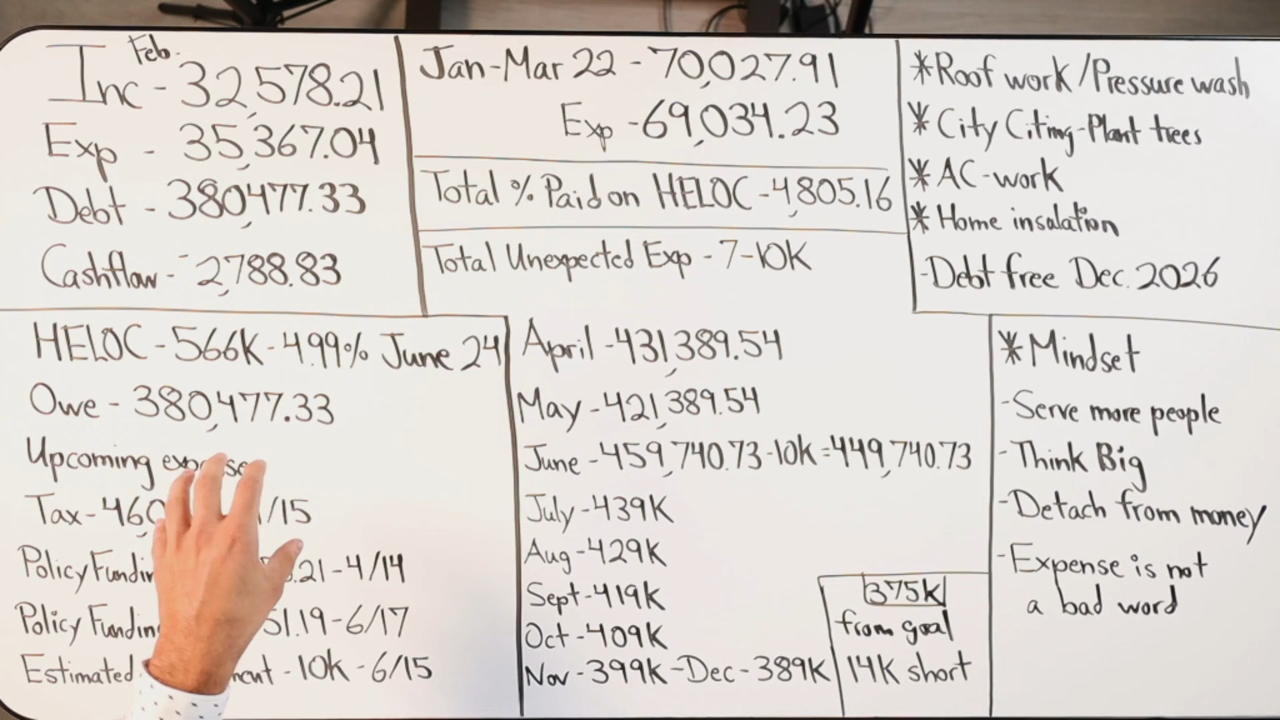 Feb.
Inc - 32,578.21
Exp - 35,367.04
Debt - 380,477.33
Cashflow - -2,788.83
Jan-Mar 22 - 70,027.91
Exp - 69,034.23
Total % Paid on HELOC - 4,805.16
Total Unexpected Exp - 7-10K
*Roof work/Pressure wash
*City Citing-Plant trees
*AC-work
*Home insalation
-Debt free Dec. 2026
HELOC - 566K - 4.99% June 24
Owe - 380,477.33
Upcoming
Tax - /15
Policy .21 - 4/14
Policy 51.19 - 6/17
Estimated - 10k - 6/15
April - 431,389.54
May - 421,389.54
June - 459,740.73-10k=449,740.73
July - 439K
Aug - 429K
Sept - 419K
Oct - 409K
Nov - 399K - Dec - 389K
375k
from goal
14K short
*Mindset
-Serve more people
-Think Big
-Detach from money
-Expense is not
a bad word